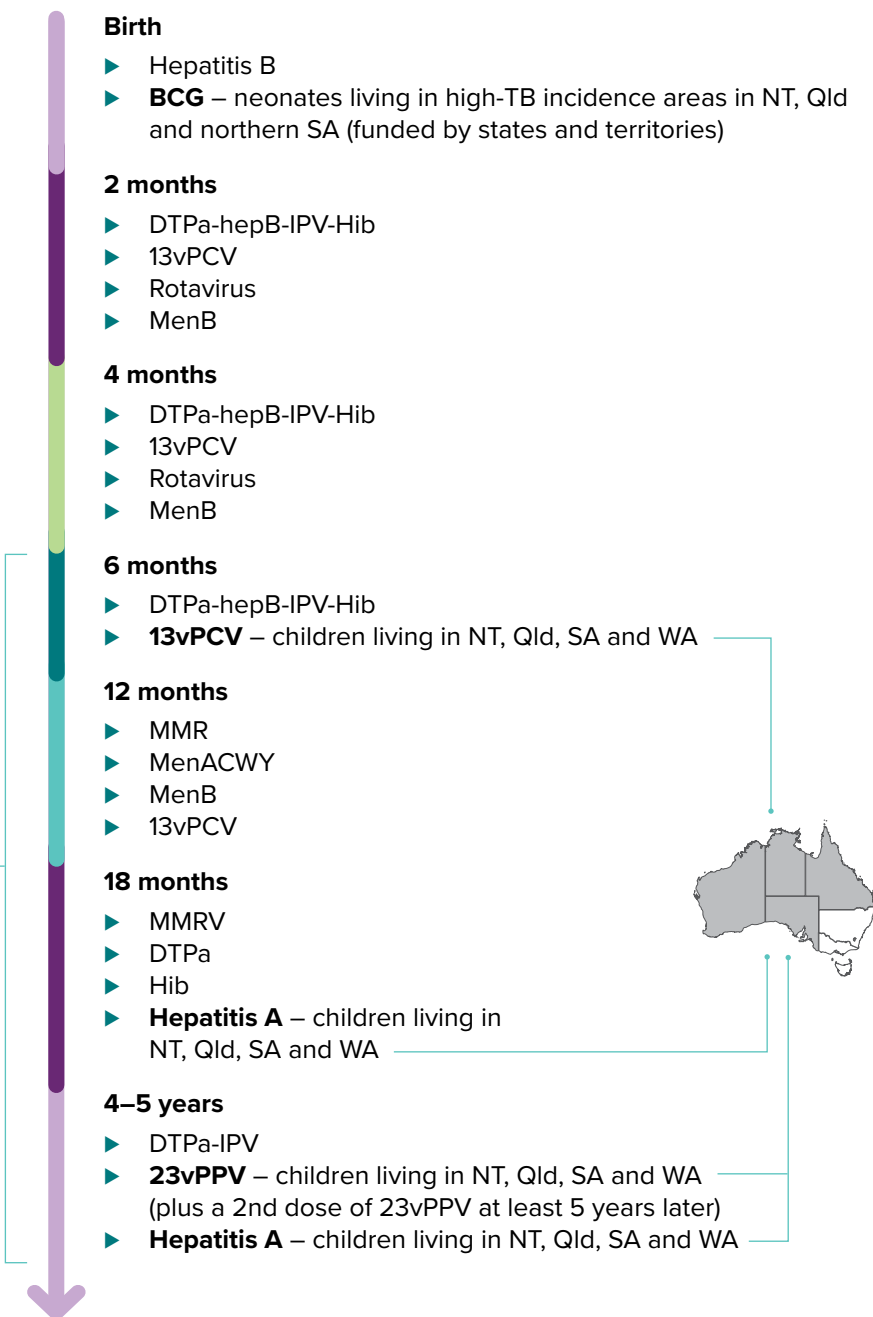 Birth
▶ Hepatitis B
▶ BCG – neonates living in high-TB incidence areas in NT, Qld
and northern SA (funded by states and territories)
2 months
▶ DTPa-hepB-IPV-Hib
▶ 13vPCV
▶ Rotavirus
▶ MenB
4 months
▶ DTPa-hepB-IPV-Hib
▶ 13vPCV
▶ Rotavirus
▶ MenB
6 months
▶ DTPa-hepB-IPV-Hib
▶ 13vPCV – children living in NT, Qld, SA and WA
12 months
▶ MMR
▶ MenACWY
▶ MenB
▶ 13vPCV
18 months
▶ MMRV
▶ DTPa
▶ Hib
▶ Hepatitis A – children living in
NT, Qld, SA and WA
4–5 years
▶ DTPa-IPV
▶ 23vPPV – children living in NT, Qld, SA and WA
(plus a 2nd dose of 23vPPV at least 5 years later)
▶ Hepatitis A – children living in NT, Qld, SA and WA